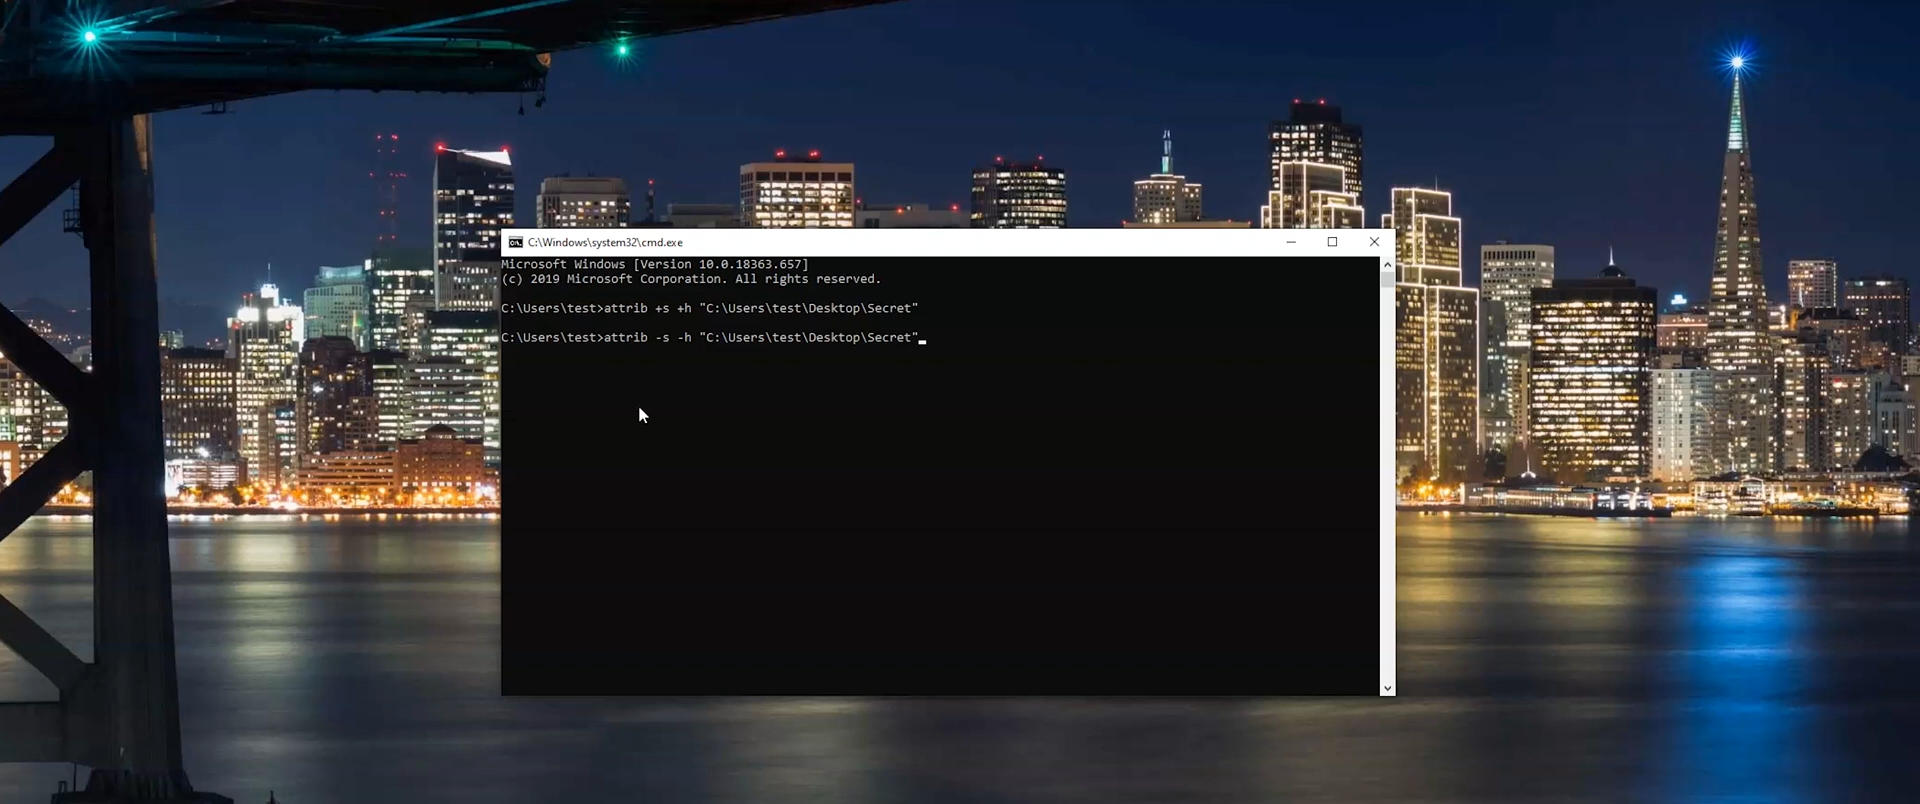 C:\Windows\system32\cmd.exe
Microsoft Windows [Version 10.0.18363.657]
(c) 2019 Microsoft Corporation. All rights reserved.
C:\Users\test>attrib +s +h "C:\Users\test\Desktop\Secret"
C:\Users\test>attrib -s -h "C:\Users\test\Desktop\Secret"